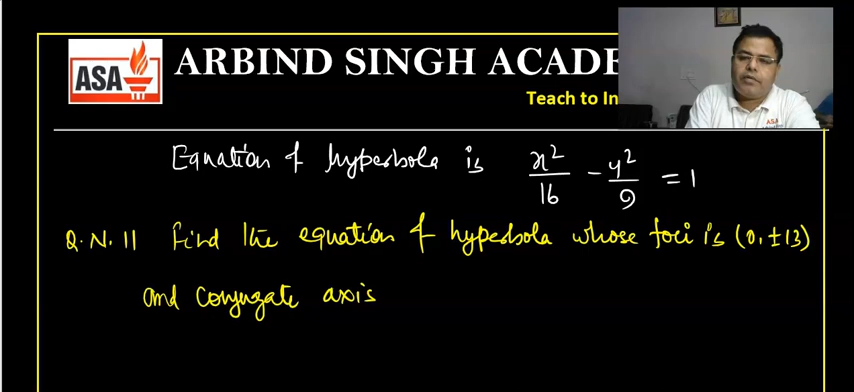 ASA
ARBIND SINGH ACADE
Teach to In
ASA
Equation of hyperbola is x²/16 - y²/9 = 1
Q.N. 11 Find the equation of hyperbola whose foci is (0, ±13)
and conjugate axis